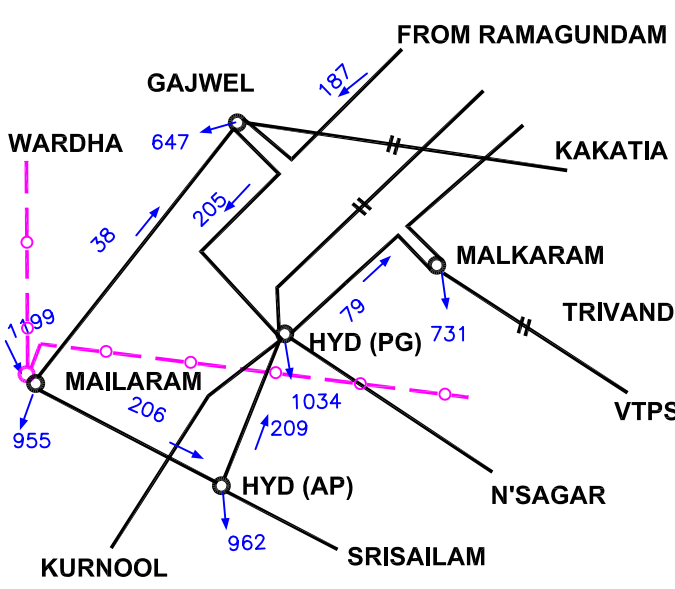 FROM RAMAGUNDAM
187
GAJWEL
WARDHA
647
KAKATIA
205
38
MALKARAM
79
TRIVAND
1199
731
HYD (PG)
MAILARAM
206
1034
VTPS
955
209
HYD (AP)
N'SAGAR
962
SRISAILAM
KURNOOL